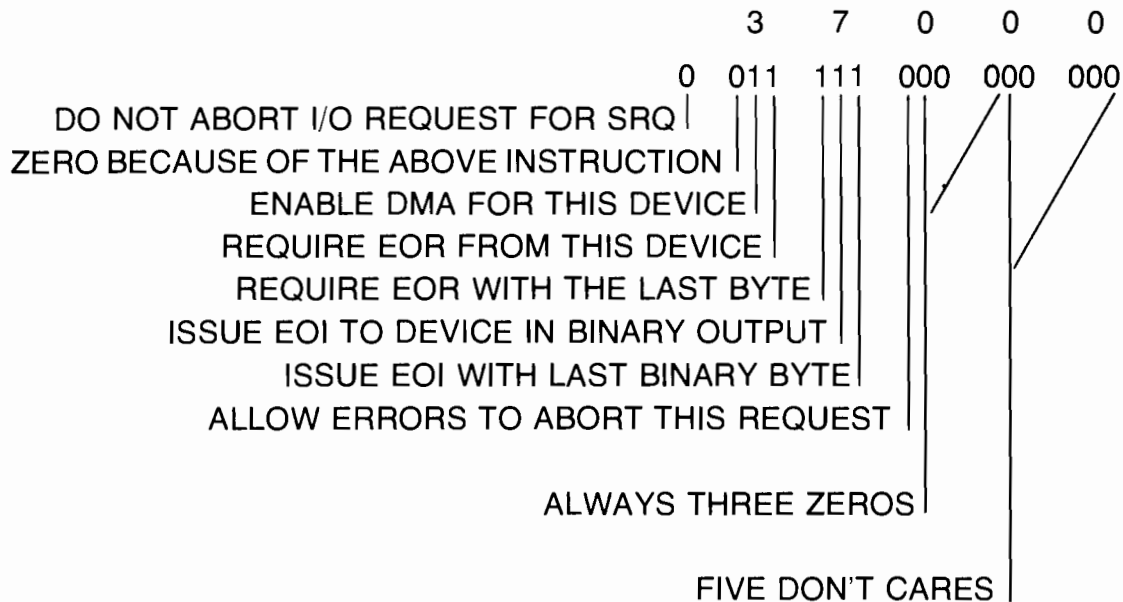 3 7 0 0 0
0 011 111 000 000 000
DO NOT ABORT I/O REQUEST FOR SRQ
ZERO BECAUSE OF THE ABOVE INSTRUCTION
ENABLE DMA FOR THIS DEVICE
REQUIRE EOR FROM THIS DEVICE
REQUIRE EOR WITH THE LAST BYTE
ISSUE EOI TO DEVICE IN BINARY OUTPUT
ISSUE EOI WITH LAST BINARY BYTE
ALLOW ERRORS TO ABORT THIS REQUEST
ALWAYS THREE ZEROS
FIVE DON'T CARES